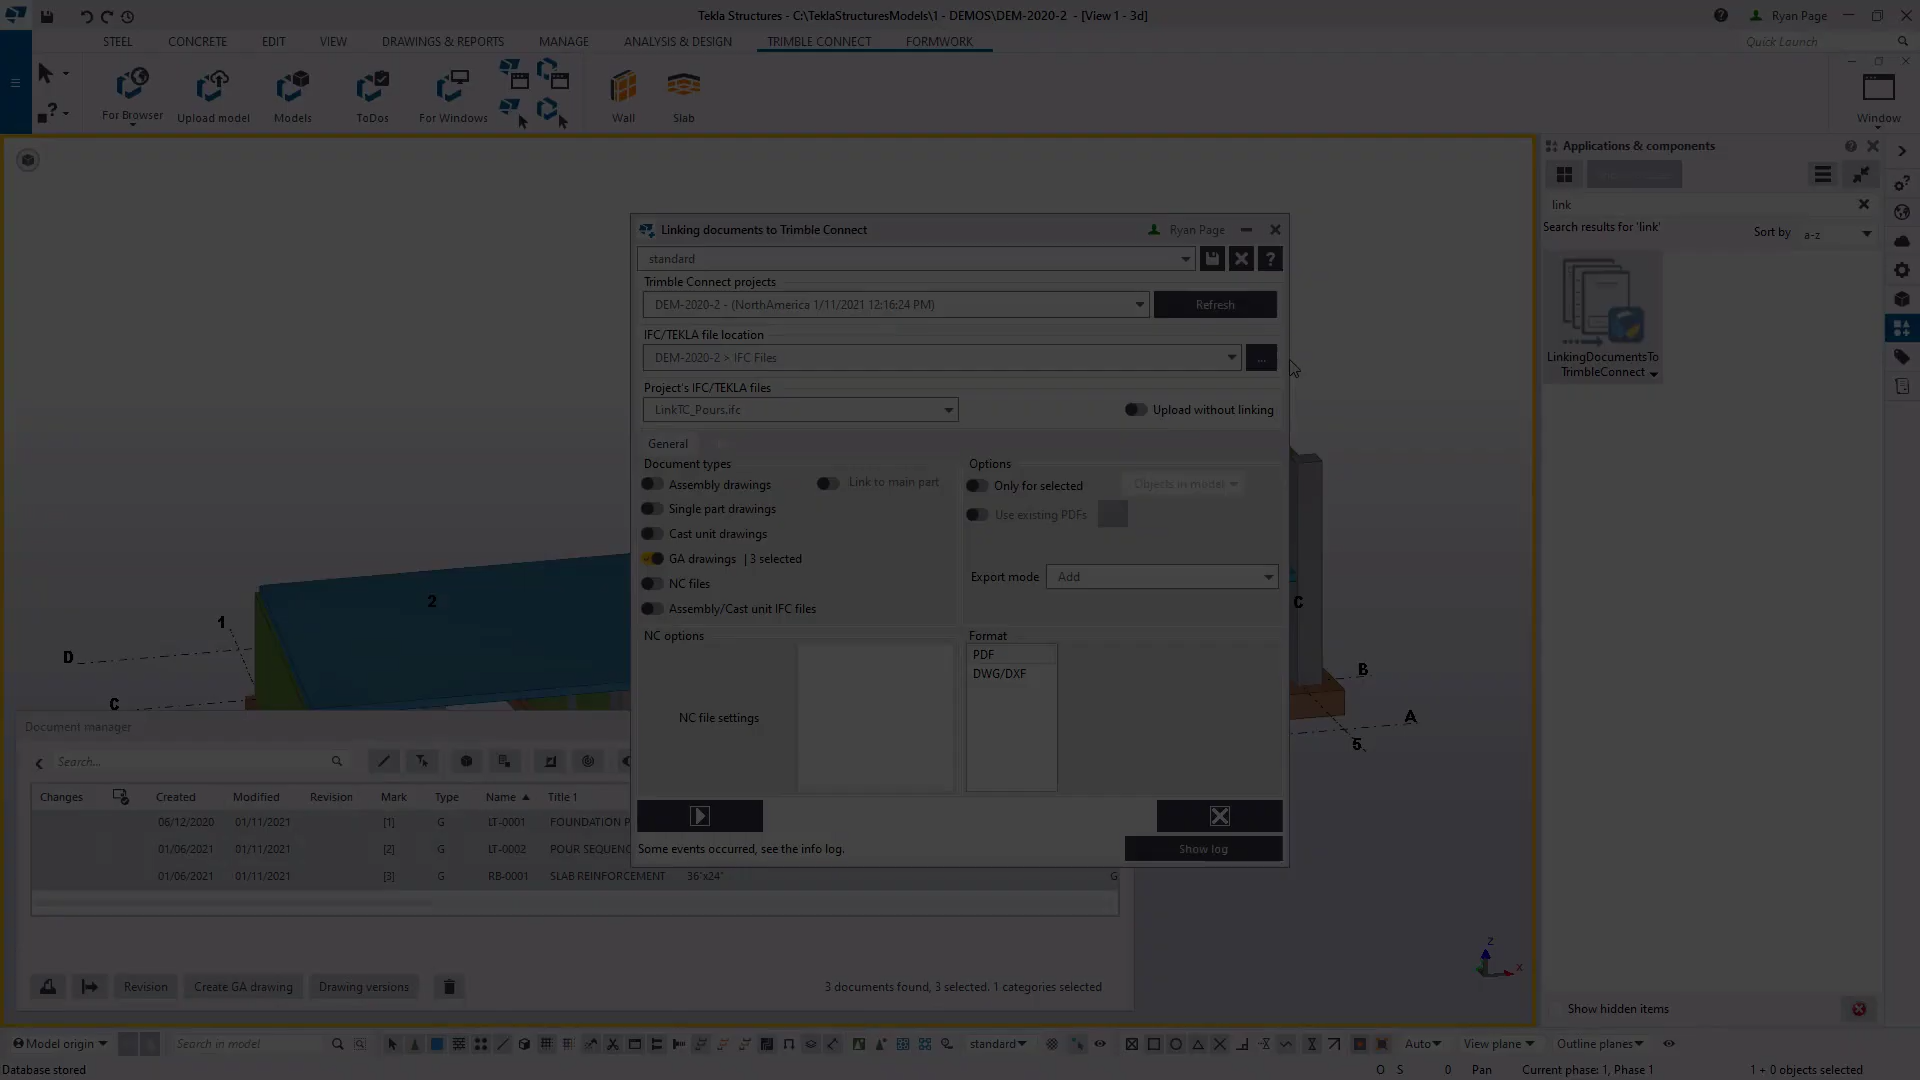 Tekla Structures - C:\TeklaStructuresModels\1 - DEMOS\DEM-2020-2 - [View 1 - 3d]
Ryan Page
STEEL CONCRETE EDIT VIEW DRAWINGS & REPORTS MANAGE ANALYSIS & DESIGN TRIMBLE CONNECT FORMWORK
Quick Launch
For Browser Upload model Models ToDos For Windows Wall Slab Window
Applications & components
link
Search results for 'link'
Sort by a-z
LinkingDocumentsTo
TrimbleConnect
Linking documents to Trimble Connect Ryan Page
standard
?
Trimble Connect projects
DEM-2020-2 - (NorthAmerica 1/11/2021 12:16:24 PM) Refresh
IFC/TEKLA file location
DEM-2020-2 > IFC Files ...
Project's IFC/TEKLA files
LinkTC_Pours.ifc Upload without linking
General
Document types Options
Assembly drawings Link to main part Only for selected Objects in model
Single part drawings Use existing PDFs
Cast unit drawings
GA drawings | 3 selected
NC files Export mode Add
Assembly/Cast unit IFC files
NC options Format
PDF
DWG/DXF
NC file settings
Some events occurred, see the info log. Show log
2
1
D
C
C
B
A
5
Document manager
Search...
Changes Created Modified Revision Mark Type Name Title 1
06/12/2020 01/11/2021 [1] G LT-0001 FOUNDATION P
01/06/2021 01/11/2021 [2] G LT-0002 POUR SEQUENC
01/06/2021 01/11/2021 [3] G RB-0001 SLAB REINFORCEMENT 36"x24" G
Revision Create GA drawing Drawing versions 3 documents found, 3 selected. 1 categories selected
Z
X
Show hidden items
Model origin Search in model standard Auto View plane Outline planes
Database stored O S 0 Pan Current phase: 1, Phase 1 1 + 0 objects selected